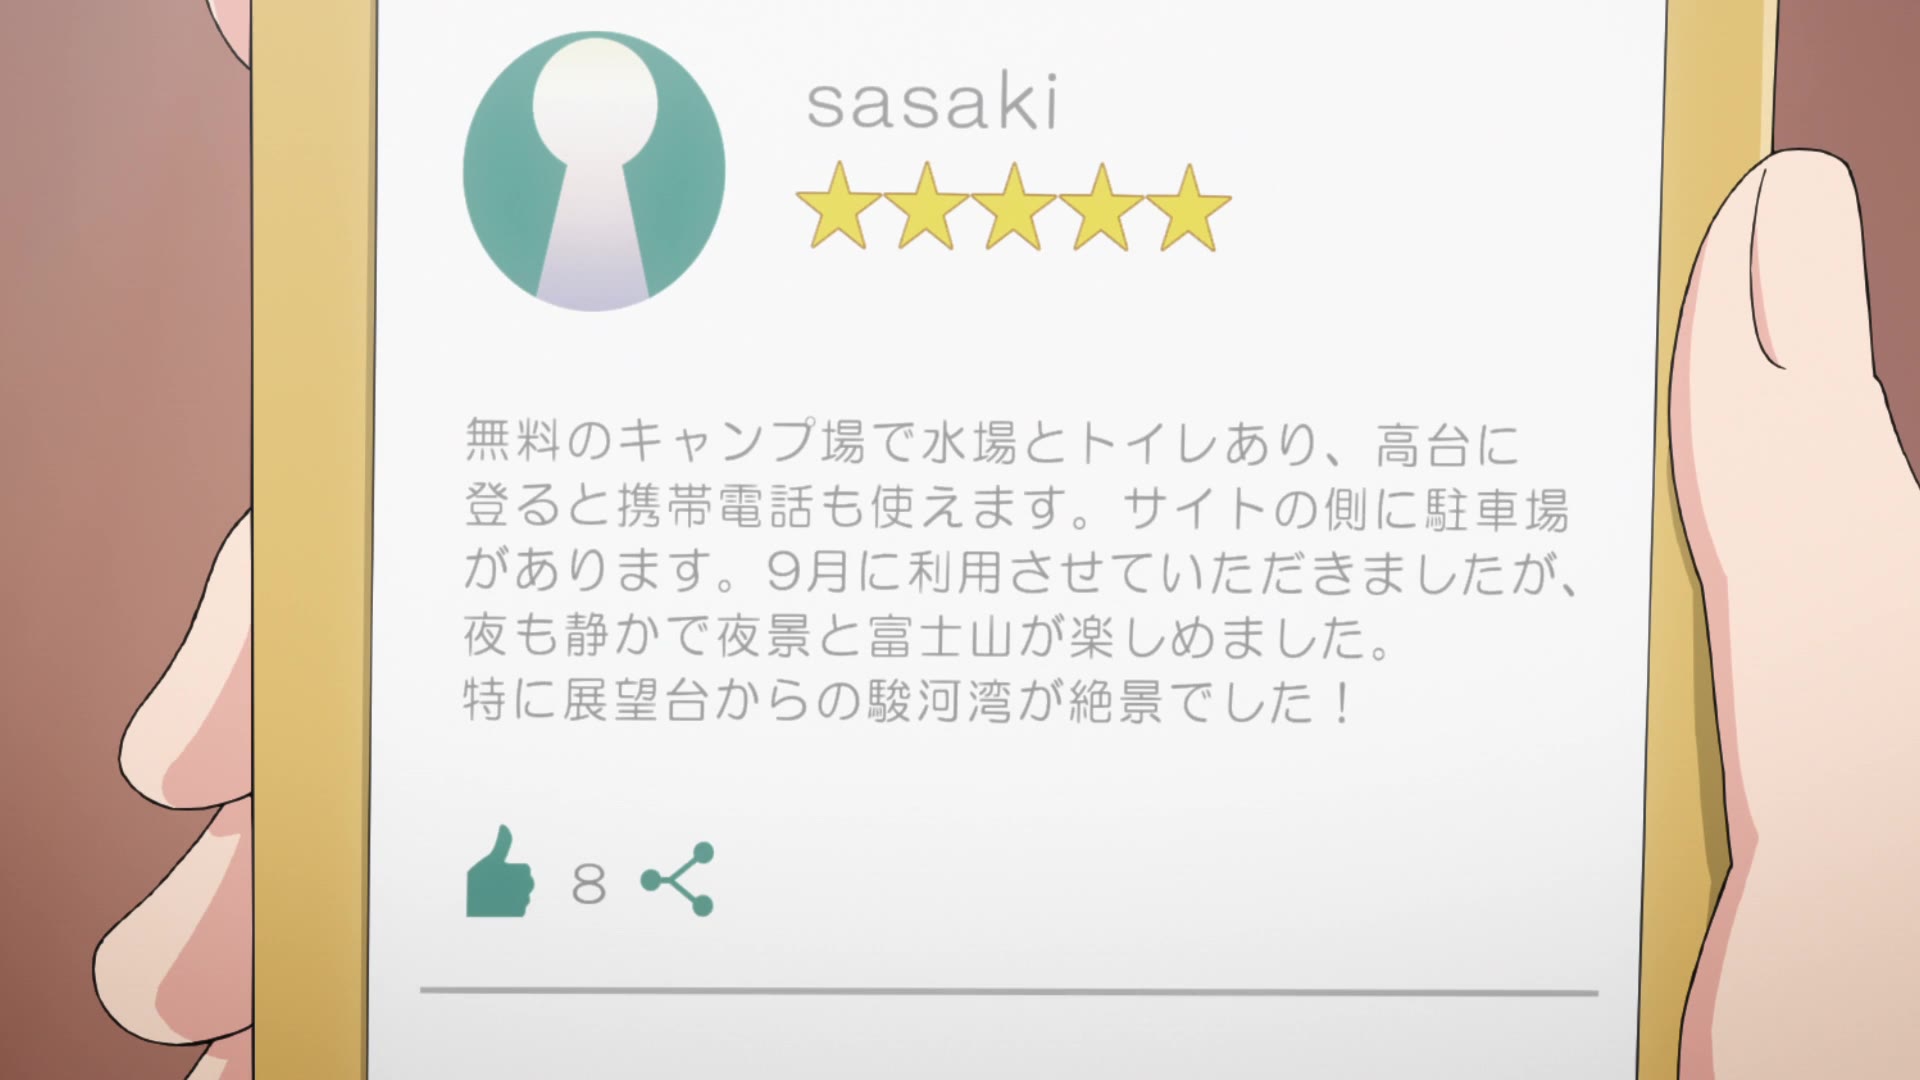 sasaki
無料のキャンプ場で水場とトイレあり、高台に
登ると携帯電話も使えます。サイトの側に駐車場
があります。9月に利用させていただきましたが、
夜も静かで夜景と富士山が楽しめました。
特に展望台からの駿河湾が絶景でした！
8